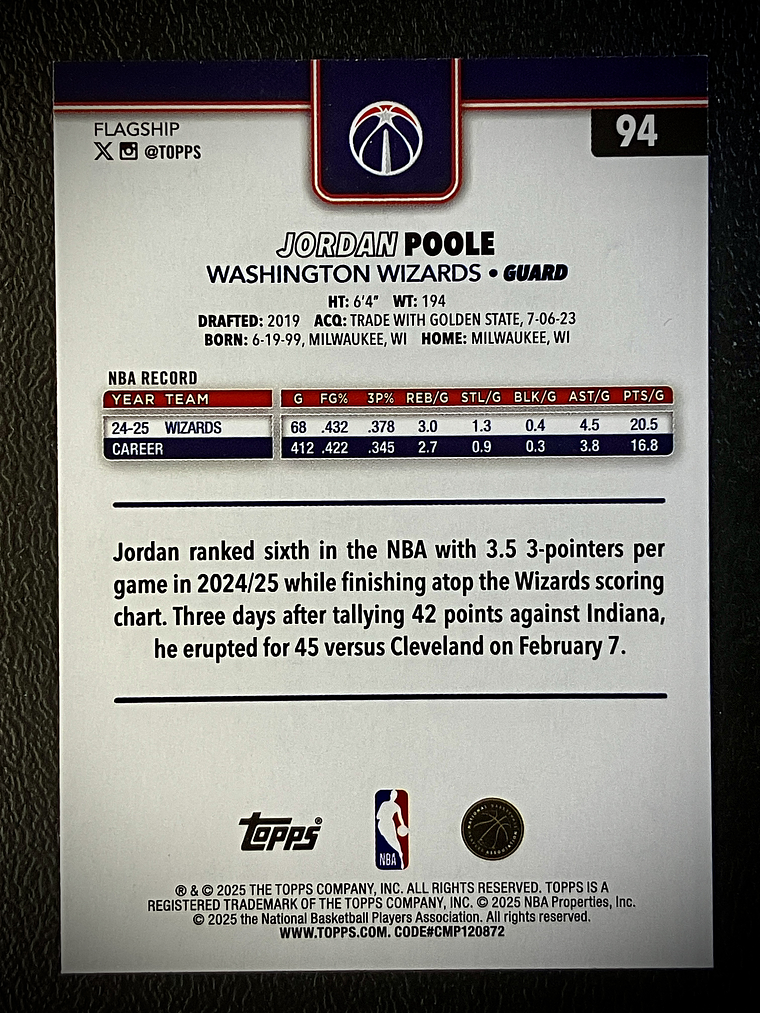 FLAGSHIP
94
X @TOPPS
JORDAN POOLE
WASHINGTON WIZARDS • GUARD
HT: 6'4" WT: 194
DRAFTED: 2019 ACQ: TRADE WITH GOLDEN STATE, 7-06-23
BORN: 6-19-99, MILWAUKEE, WI HOME: MILWAUKEE, WI
NBA RECORD
YEAR TEAM G FG% 3P% REB/G STL/G BLK/G AST/G PTS/G
24-25 WIZARDS 68 .432 .378 3.0 1.3 0.4 4.5 20.5
CAREER 412 .422 .345 2.7 0.9 0.3 3.8 16.8
Jordan ranked sixth in the NBA with 3.5 3-pointers per
game in 2024/25 while finishing atop the Wizards scoring
chart. Three days after tallying 42 points against Indiana,
he erupted for 45 versus Cleveland on February 7.
topps®
NBA
® & © 2025 THE TOPPS COMPANY, INC. ALL RIGHTS RESERVED. TOPPS IS A
REGISTERED TRADEMARK OF THE TOPPS COMPANY, INC. © 2025 NBA Properties, Inc.
© 2025 the National Basketball Players Association. All rights reserved.
WWW.TOPPS.COM. CODE#CMP120872